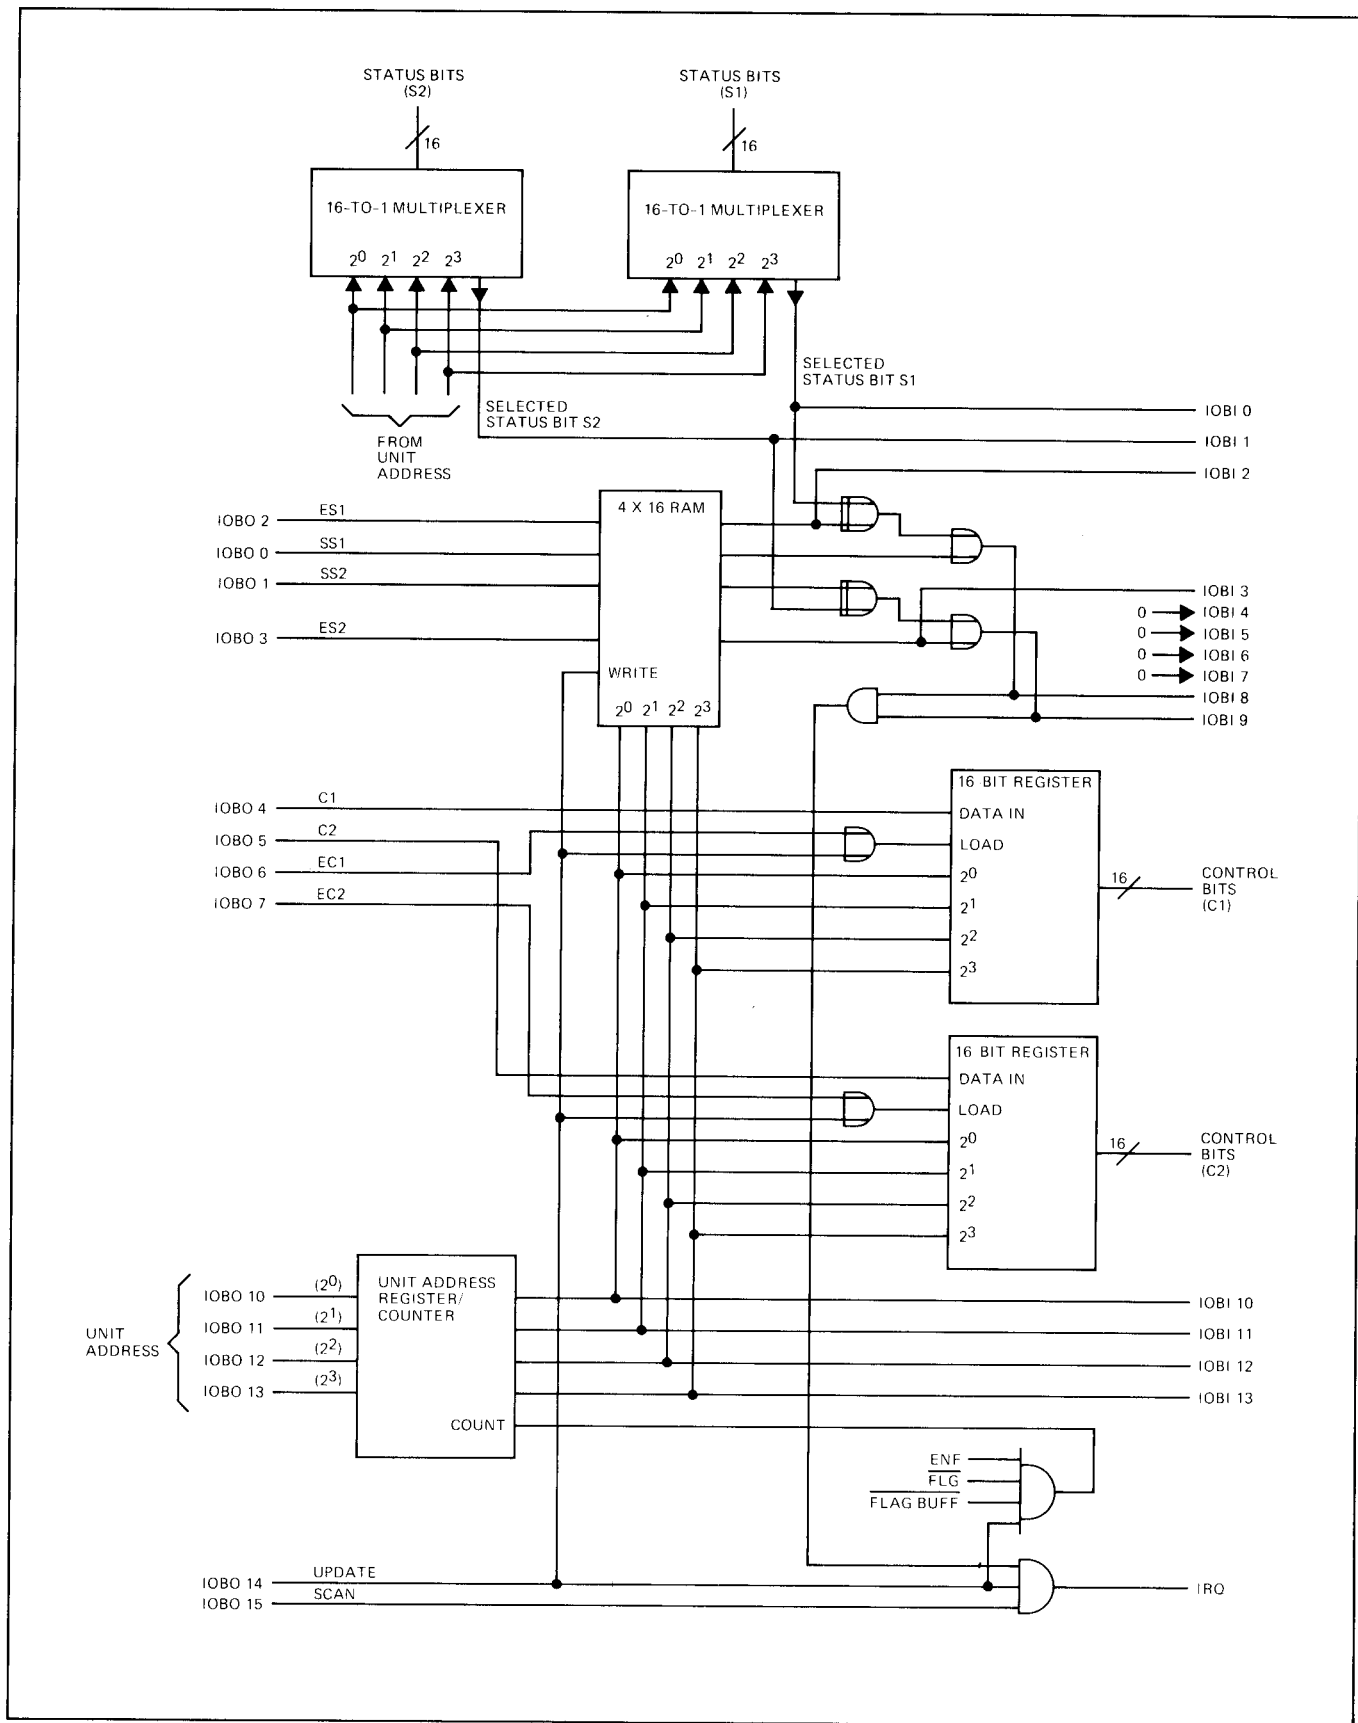 STATUS BITS
(S2)
STATUS BITS
(S1)
16
16
16-TO-1 MULTIPLEXER
16-TO-1 MULTIPLEXER
2⁰ 2¹ 2² 2³
2⁰ 2¹ 2² 2³
SELECTED
STATUS BIT S1
SELECTED
STATUS BIT S2
FROM
UNIT
ADDRESS
IOBI 0
IOBI 1
IOBI 2
4 X 16 RAM
IOBO 2 ES1
IOBO 0 SS1
IOBO 1 SS2
IOBO 3 ES2
WRITE
2⁰ 2¹ 2² 2³
IOBI 3
0 IOBI 4
0 IOBI 5
0 IOBI 6
0 IOBI 7
IOBI 8
IOBI 9
IOBO 4 C1
IOBO 5 C2
IOBO 6 EC1
IOBO 7 EC2
16 BIT REGISTER
DATA IN
LOAD
2⁰
2¹
2²
2³
16
CONTROL
BITS
(C1)
16 BIT REGISTER
DATA IN
LOAD
2⁰
2¹
2²
2³
16
CONTROL
BITS
(C2)
UNIT
ADDRESS
IOBO 10 (2⁰)
IOBO 11 (2¹)
IOBO 12 (2²)
IOBO 13 (2³)
UNIT ADDRESS
REGISTER/
COUNTER
COUNT
IOBI 10
IOBI 11
IOBI 12
IOBI 13
ENF
FLG
FLAG BUFF
IOBO 14 UPDATE
IOBO 15 SCAN
IRQ